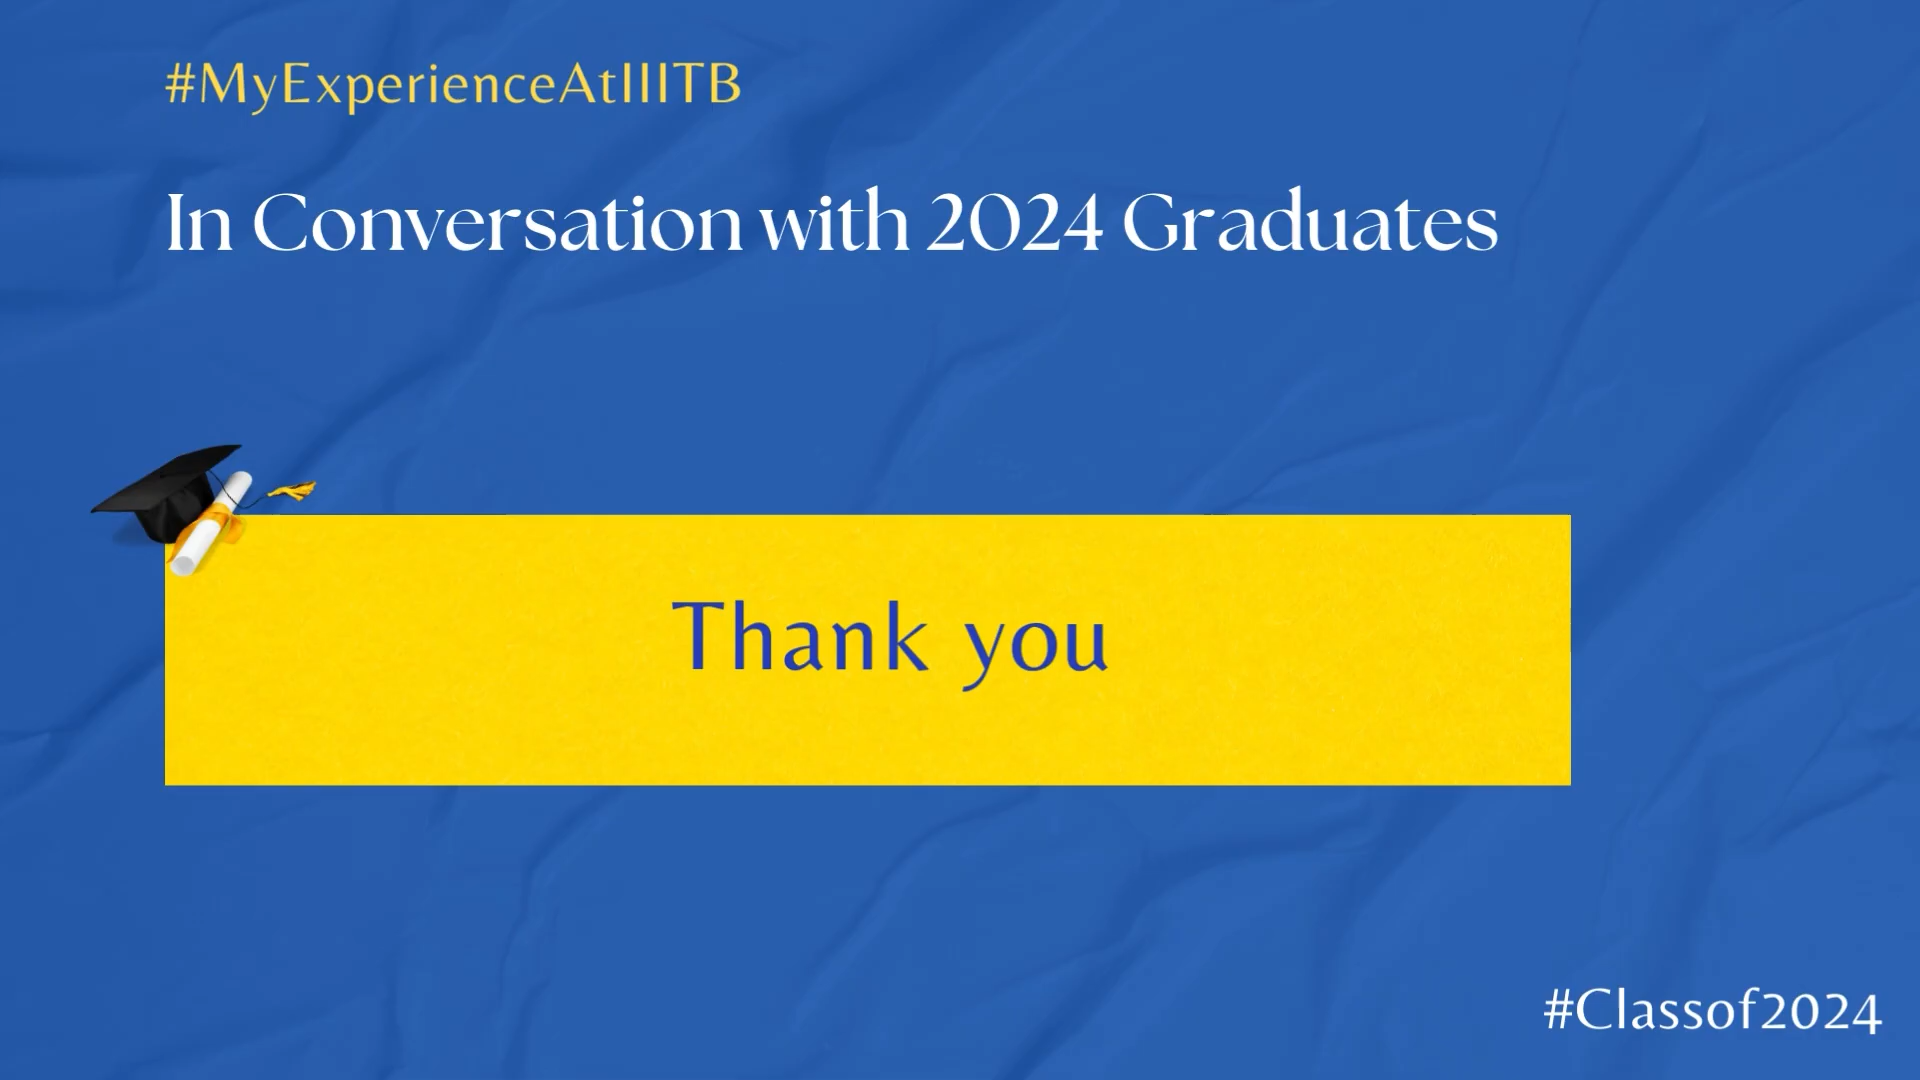 #MyExperienceAtIIITB
In Conversation with 2024 Graduates
Thank you
#Classof2024